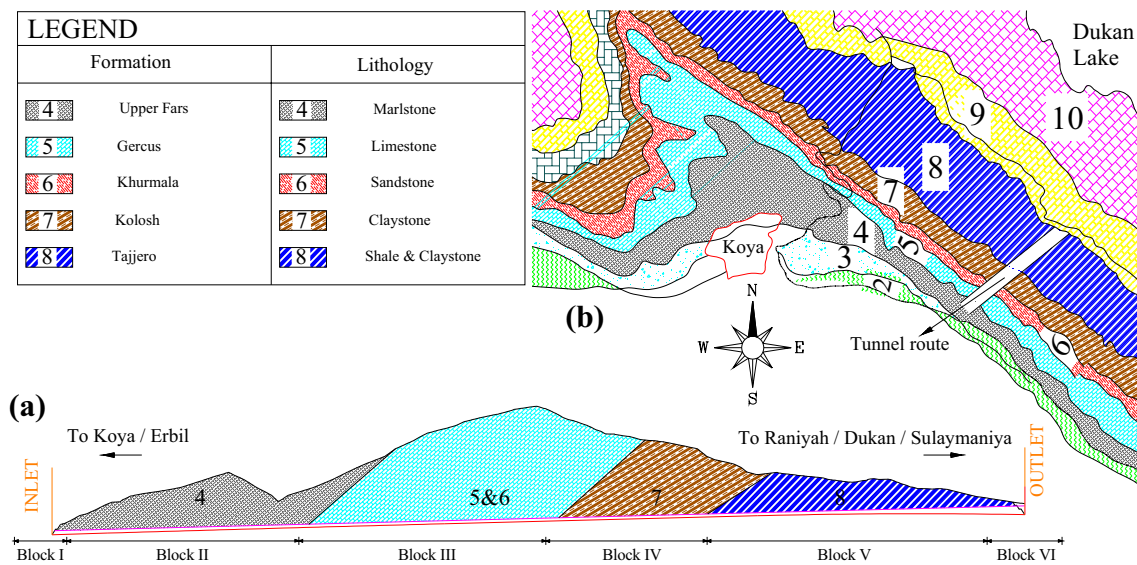 LEGEND
Formation
Lithology
4 Upper Fars
4 Marlstone
5 Gercus
5 Limestone
6 Khurmala
6 Sandstone
7 Kolosh
7 Claystone
8 Tajjero
8 Shale & Claystone
Dukan
Lake
9
10
8
7
4
5
3
2
6
Koya
Tunnel route
(b)
N
W
E
S
(a)
To Koya / Erbil
To Raniyah / Dukan / Sulaymaniya
INLET
OUTLET
4
5&6
7
8
Block I
Block II
Block III
Block IV
Block V
Block VI